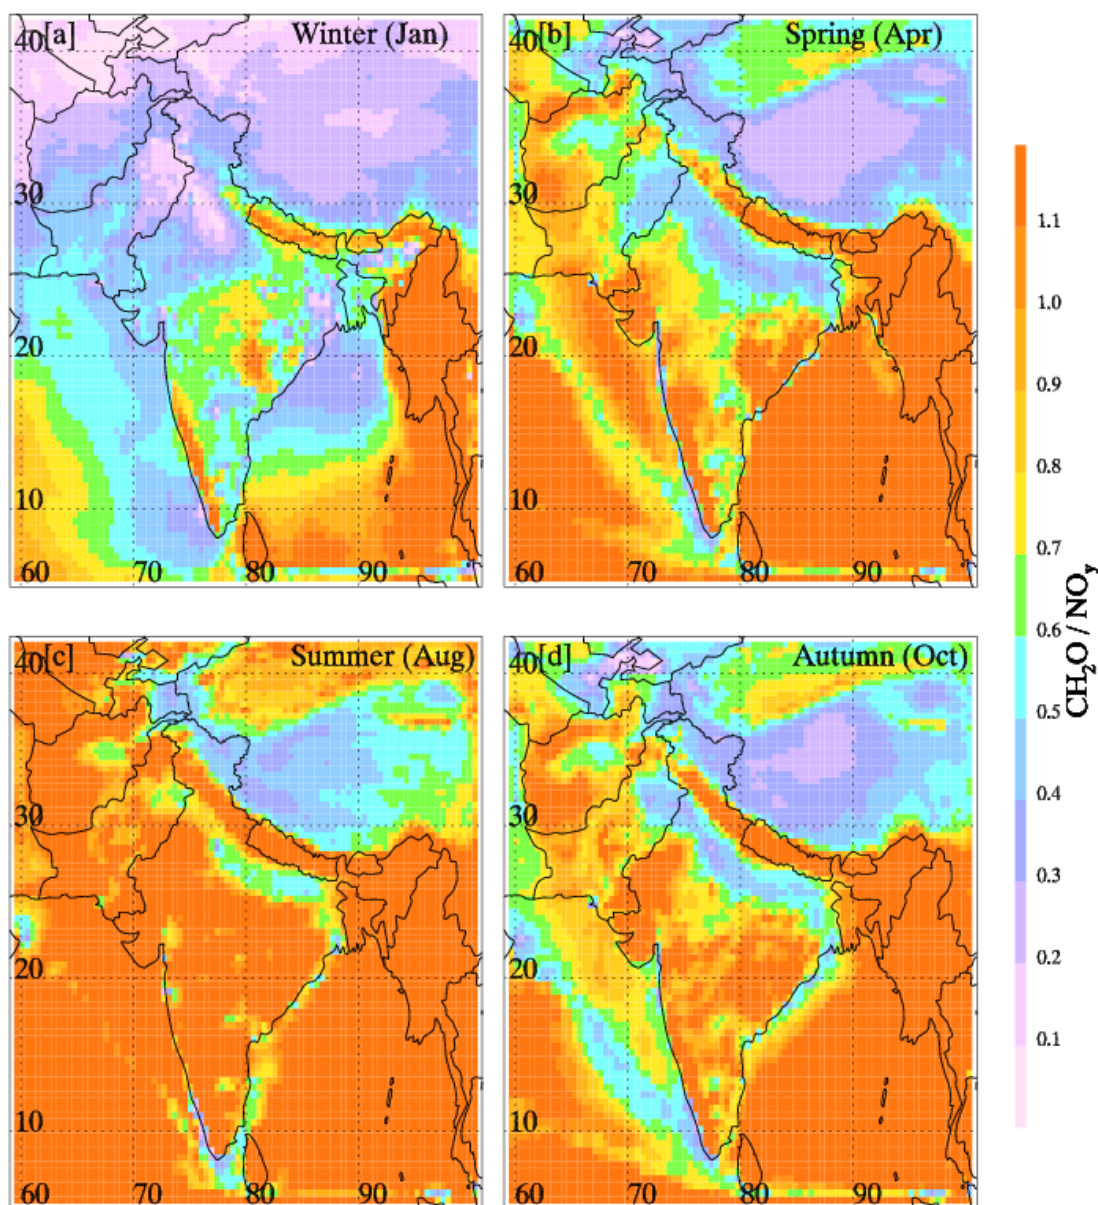 40 [a] Winter (Jan)
30
20
10
60 70 80 90
40 [b] Spring (Apr)
30
20
10
60 70 80 90
40 [c] Summer (Aug)
30
20
10
60 70 80 90
40 [d] Autumn (Oct)
30
20
10
60 70 80 90
1.1
1.0
0.9
0.8
0.7
0.6
0.5
0.4
0.3
0.2
0.1
CH₂O / NOᵧ